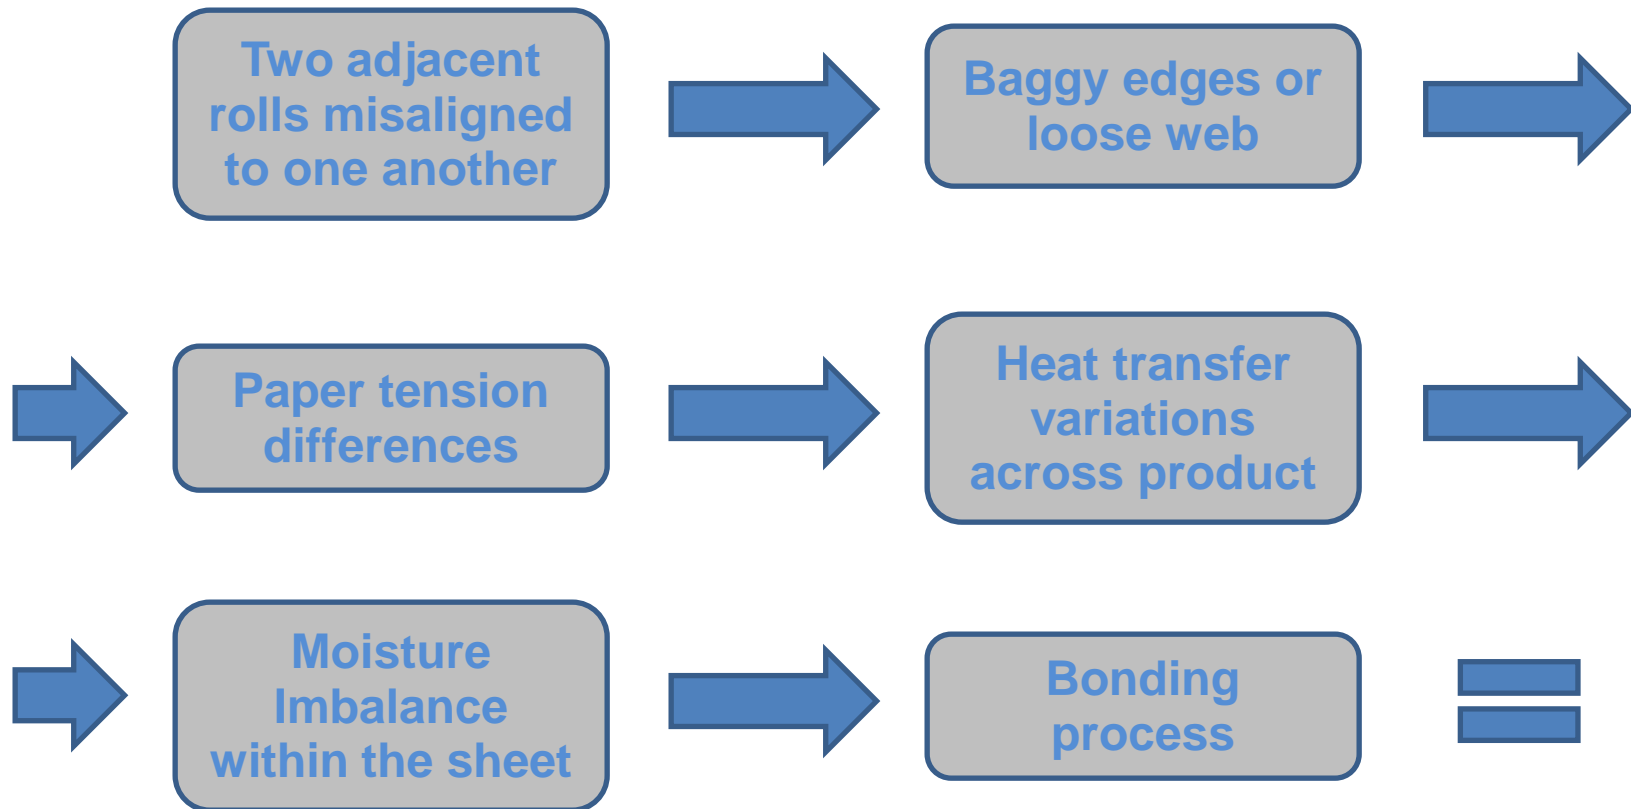 Two adjacent
rolls misaligned
to one another
Baggy edges or
loose web
Paper tension
differences
Heat transfer
variations
across product
Moisture
Imbalance
within the sheet
Bonding
process